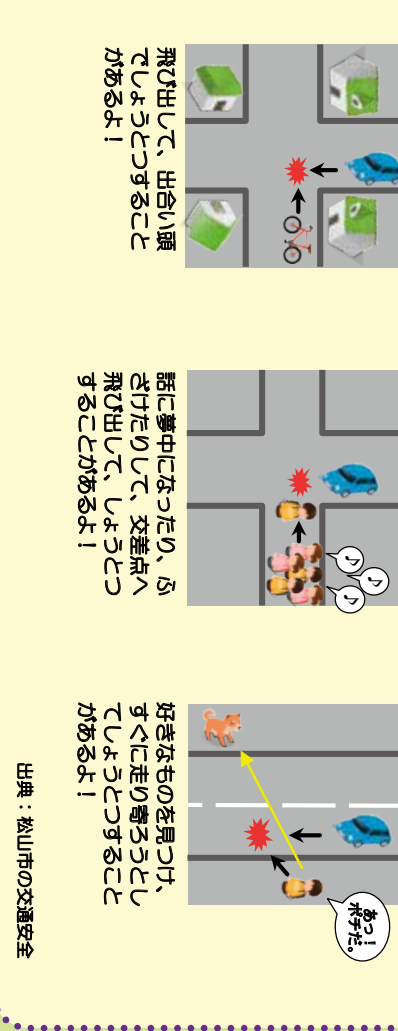 飛び出して、出合い頭
でしょうとつすること
があるよ！
♪
♪
♪
話に夢中になったり、ふ
ざけたりして、交差点へ
飛び出して、しょうとつ
することがあるよ！
あっ！
ポチだ。
好きなものを見つけ、
すぐに走り寄ろうとし
てしょうとつすること
があるよ！
出典：松山市の交通安全